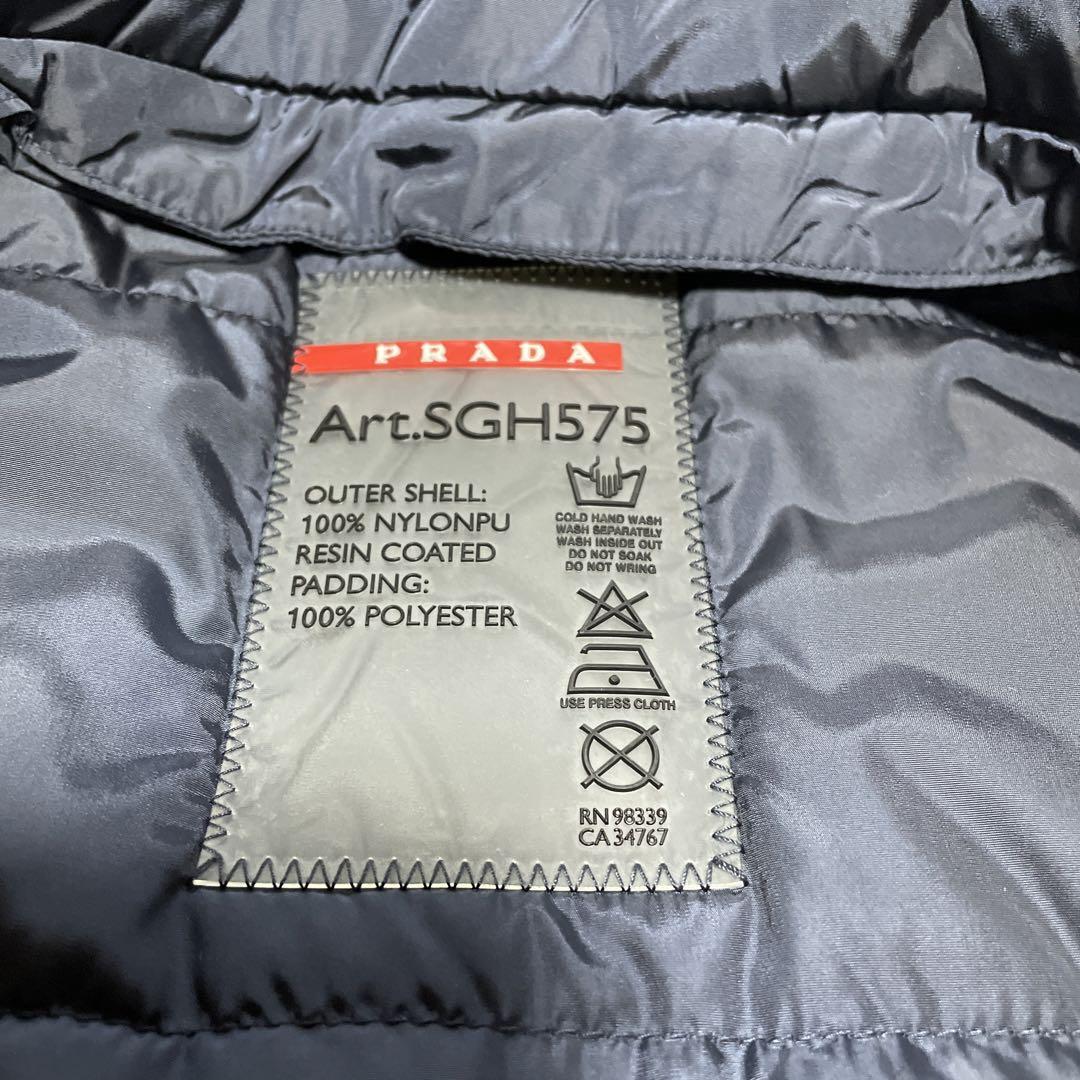 PRADA
Art.SGH575
OUTER SHELL:
100% NYLONPU
RESIN COATED
PADDING:
100% POLYESTER
COLD HAND WASH
WASH SEPARATELY
WASH INSIDE OUT
DO NOT SOAK
DO NOT WRING
USE PRESS CLOTH
RN 98339
CA 34767